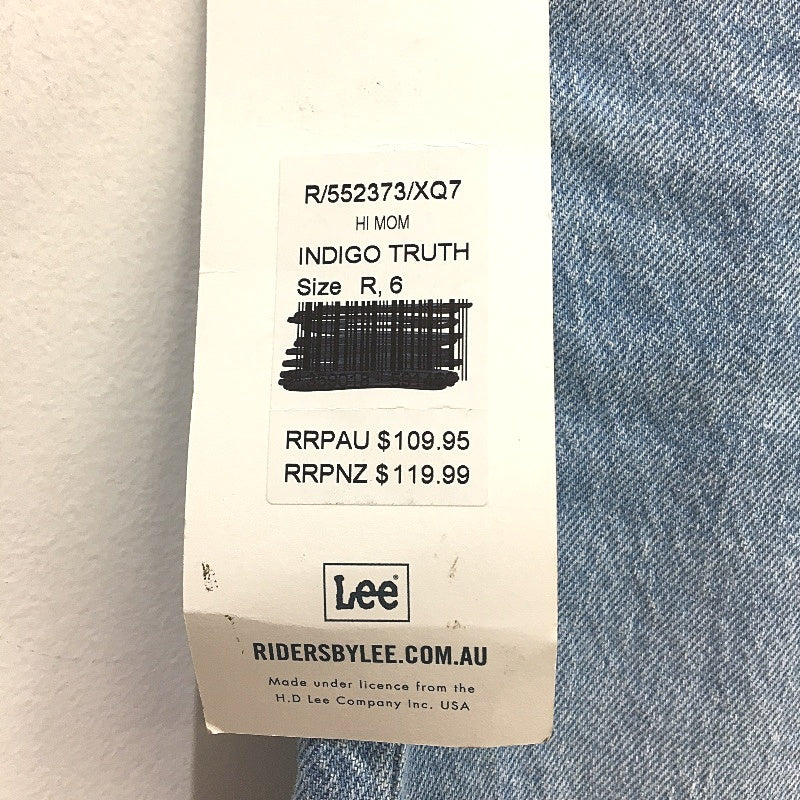 R/552373/XQ7
HI MOM
INDIGO TRUTH
Size R, 6
RRPAU $109.95
RRPNZ $119.99
Lee®
RIDERSBYLEE.COM.AU
Made under licence from the
H.D Lee Company Inc. USA